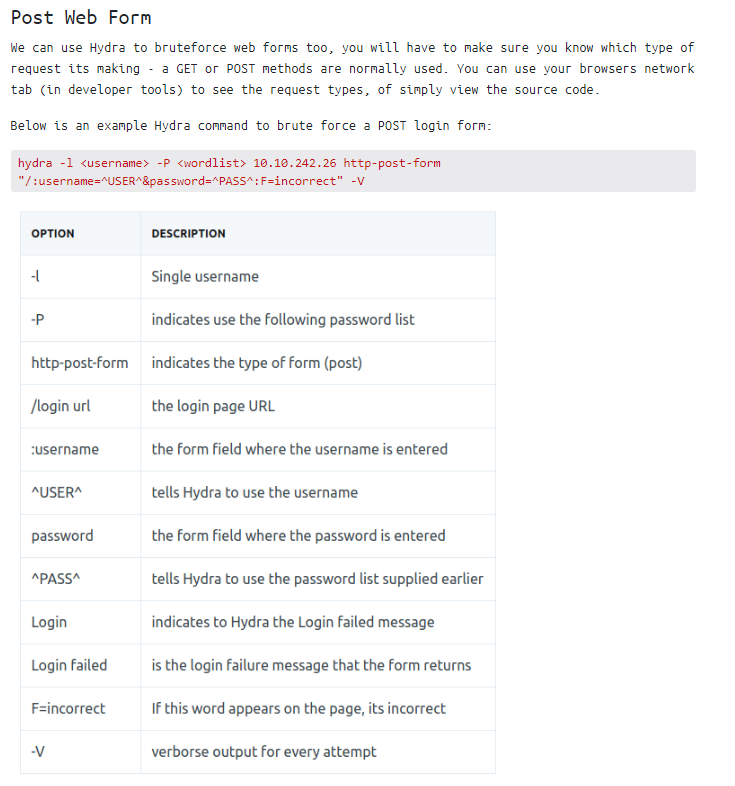 Post Web Form
We can use Hydra to bruteforce web forms too, you will have to make sure you know which type of
request its making - a GET or POST methods are normally used. You can use your browsers network
tab (in developer tools) to see the request types, of simply view the source code.
Below is an example Hydra command to brute force a POST login form:
hydra -l <username> -P <wordlist> 10.10.242.26 http-post-form
"/:username=^USER^&password=^PASS^:F=incorrect" -V
OPTION DESCRIPTION
-l Single username
-P indicates use the following password list
http-post-form indicates the type of form (post)
/login url the login page URL
:username the form field where the username is entered
^USER^ tells Hydra to use the username
password the form field where the password is entered
^PASS^ tells Hydra to use the password list supplied earlier
Login indicates to Hydra the Login failed message
Login failed is the login failure message that the form returns
F=incorrect If this word appears on the page, its incorrect
-V verborse output for every attempt